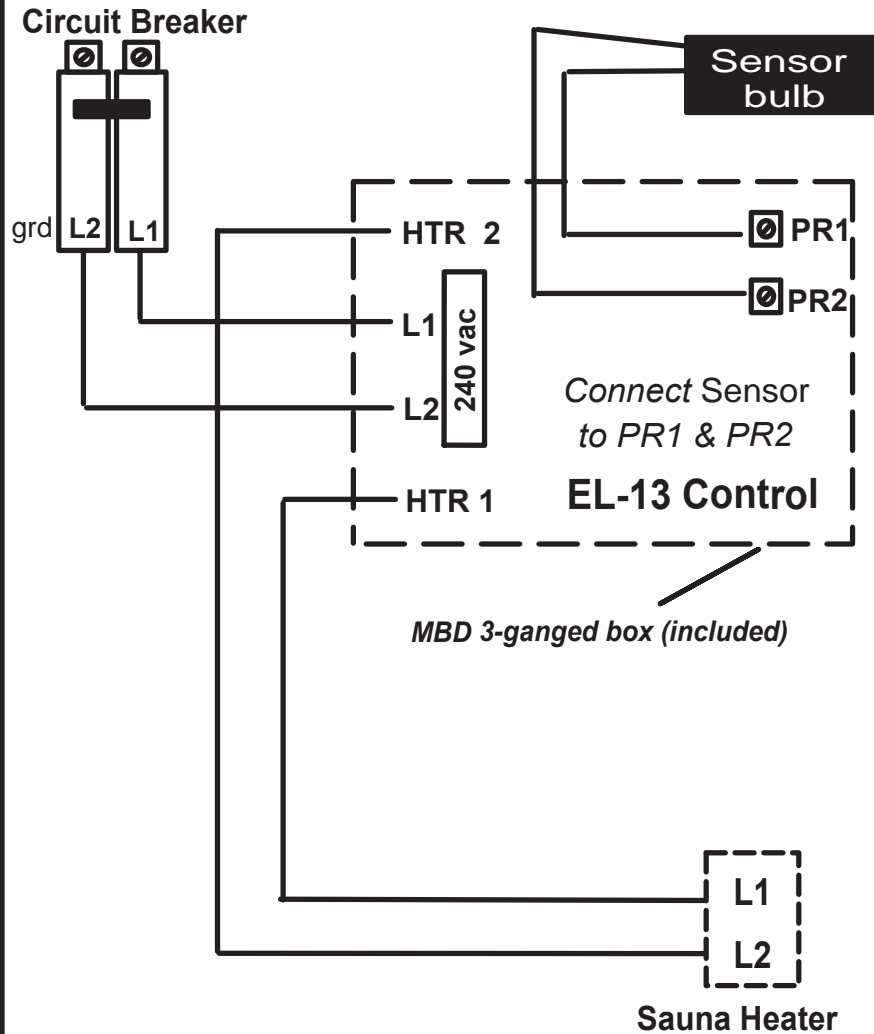 Circuit Breaker
Sensor
bulb
grd L2 L1
HTR 2
PR1
PR2
L1
240 vac
L2
Connect Sensor
to PR1 & PR2
HTR 1
EL-13 Control
MBD 3-ganged box (included)
L1
L2
Sauna Heater